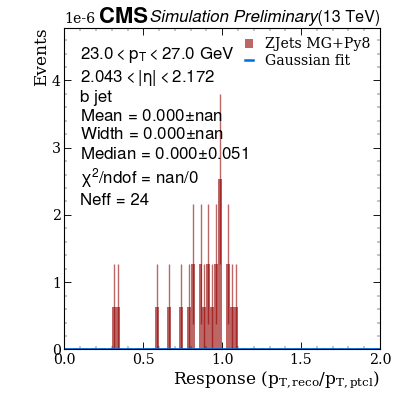 1e-6 CMS Simulation Preliminary (13 TeV)
Events
23.0 < pT < 27.0 GeV
2.043 < |η| < 2.172
b jet
Mean = 0.000±nan
Width = 0.000±nan
Median = 0.000±0.051
χ²/ndof = nan/0
Neff = 24
ZJets MG+Py8
Gaussian fit
4
3
2
1
0
0.0 0.5 1.0 1.5 2.0
Response (pT,reco/pT,ptcl)